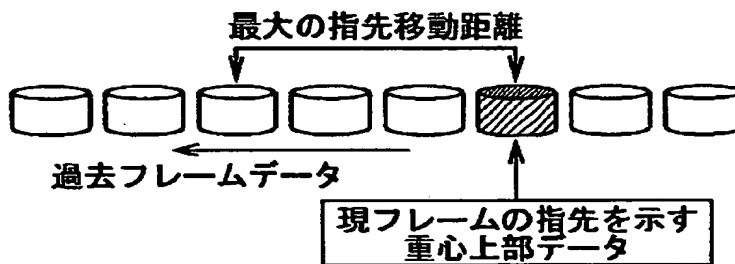 最大の指先移動距離
過去フレームデータ
現フレームの指先を示す
重心上部データ